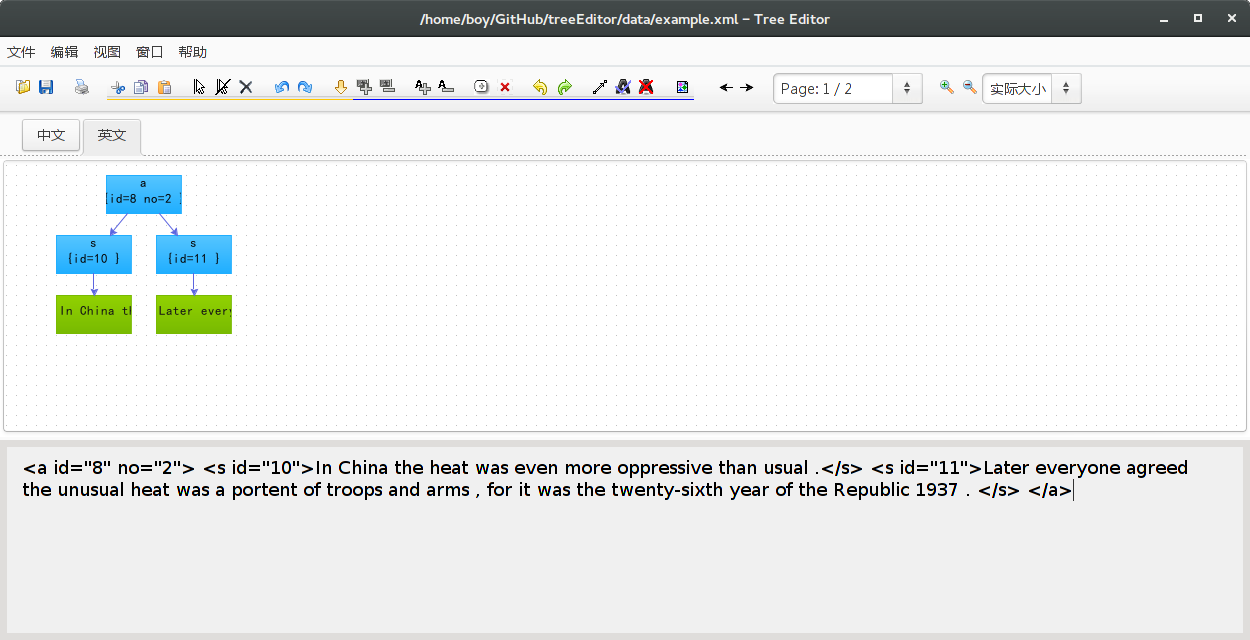 /home/boy/GitHub/treeEditor/data/example.xml – Tree Editor
文件 编辑 视图 窗口 帮助
Page: 1 / 2 实际大小
中文 英文
a
{id=8 no=2 }
s s
{id=10 } {id=11 }
In China th Later every
<a id="8" no="2"> <s id="10">In China the heat was even more oppressive than usual .</s> <s id="11">Later everyone agreed
the unusual heat was a portent of troops and arms , for it was the twenty-sixth year of the Republic 1937 . </s> </a>